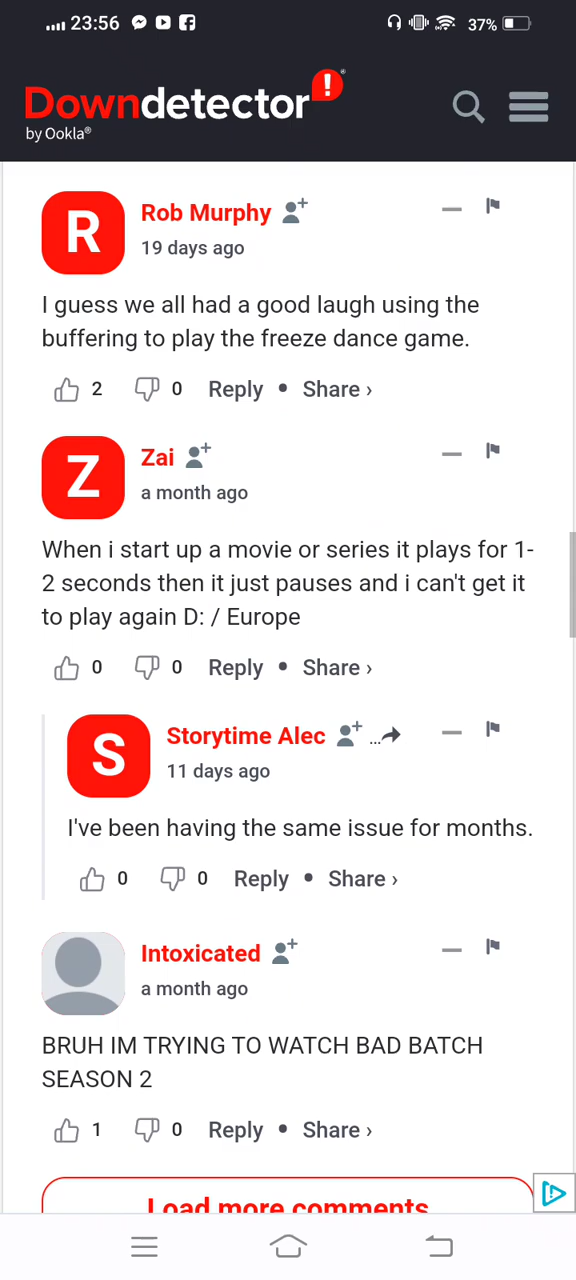 23:56
37%
Downdetector!
by Ookla®
R
Rob Murphy
19 days ago
I guess we all had a good laugh using the
buffering to play the freeze dance game.
2 0 Reply • Share ›
Z
Zai
a month ago
When i start up a movie or series it plays for 1-
2 seconds then it just pauses and i can't get it
to play again D: / Europe
0 0 Reply • Share ›
S
Storytime Alec ...
11 days ago
I've been having the same issue for months.
0 0 Reply • Share ›
Intoxicated
a month ago
BRUH IM TRYING TO WATCH BAD BATCH
SEASON 2
1 0 Reply • Share ›
Load more comments